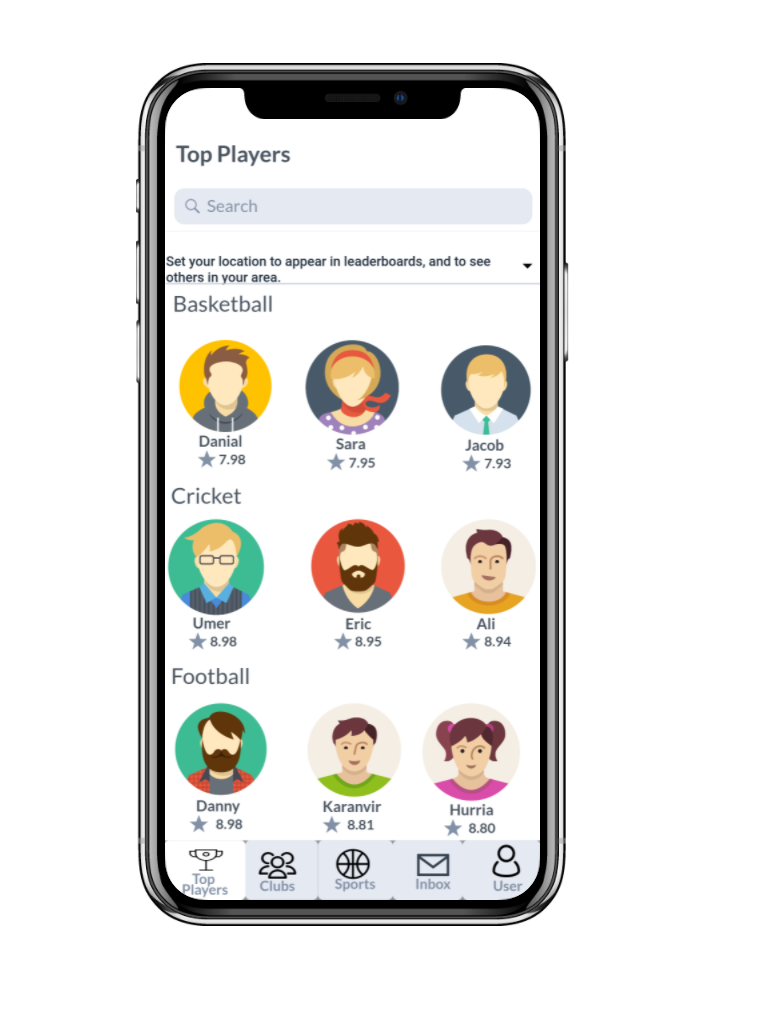 Top Players
Search
Set your location to appear in leaderboards, and to see
others in your area.
Basketball
Danial Sara Jacob
7.98 7.95 7.93
Cricket
Umer Eric Ali
8.98 8.95 8.94
Football
Danny Karanvir Hurria
8.98 8.81 8.80
Top
Players Clubs Sports Inbox User